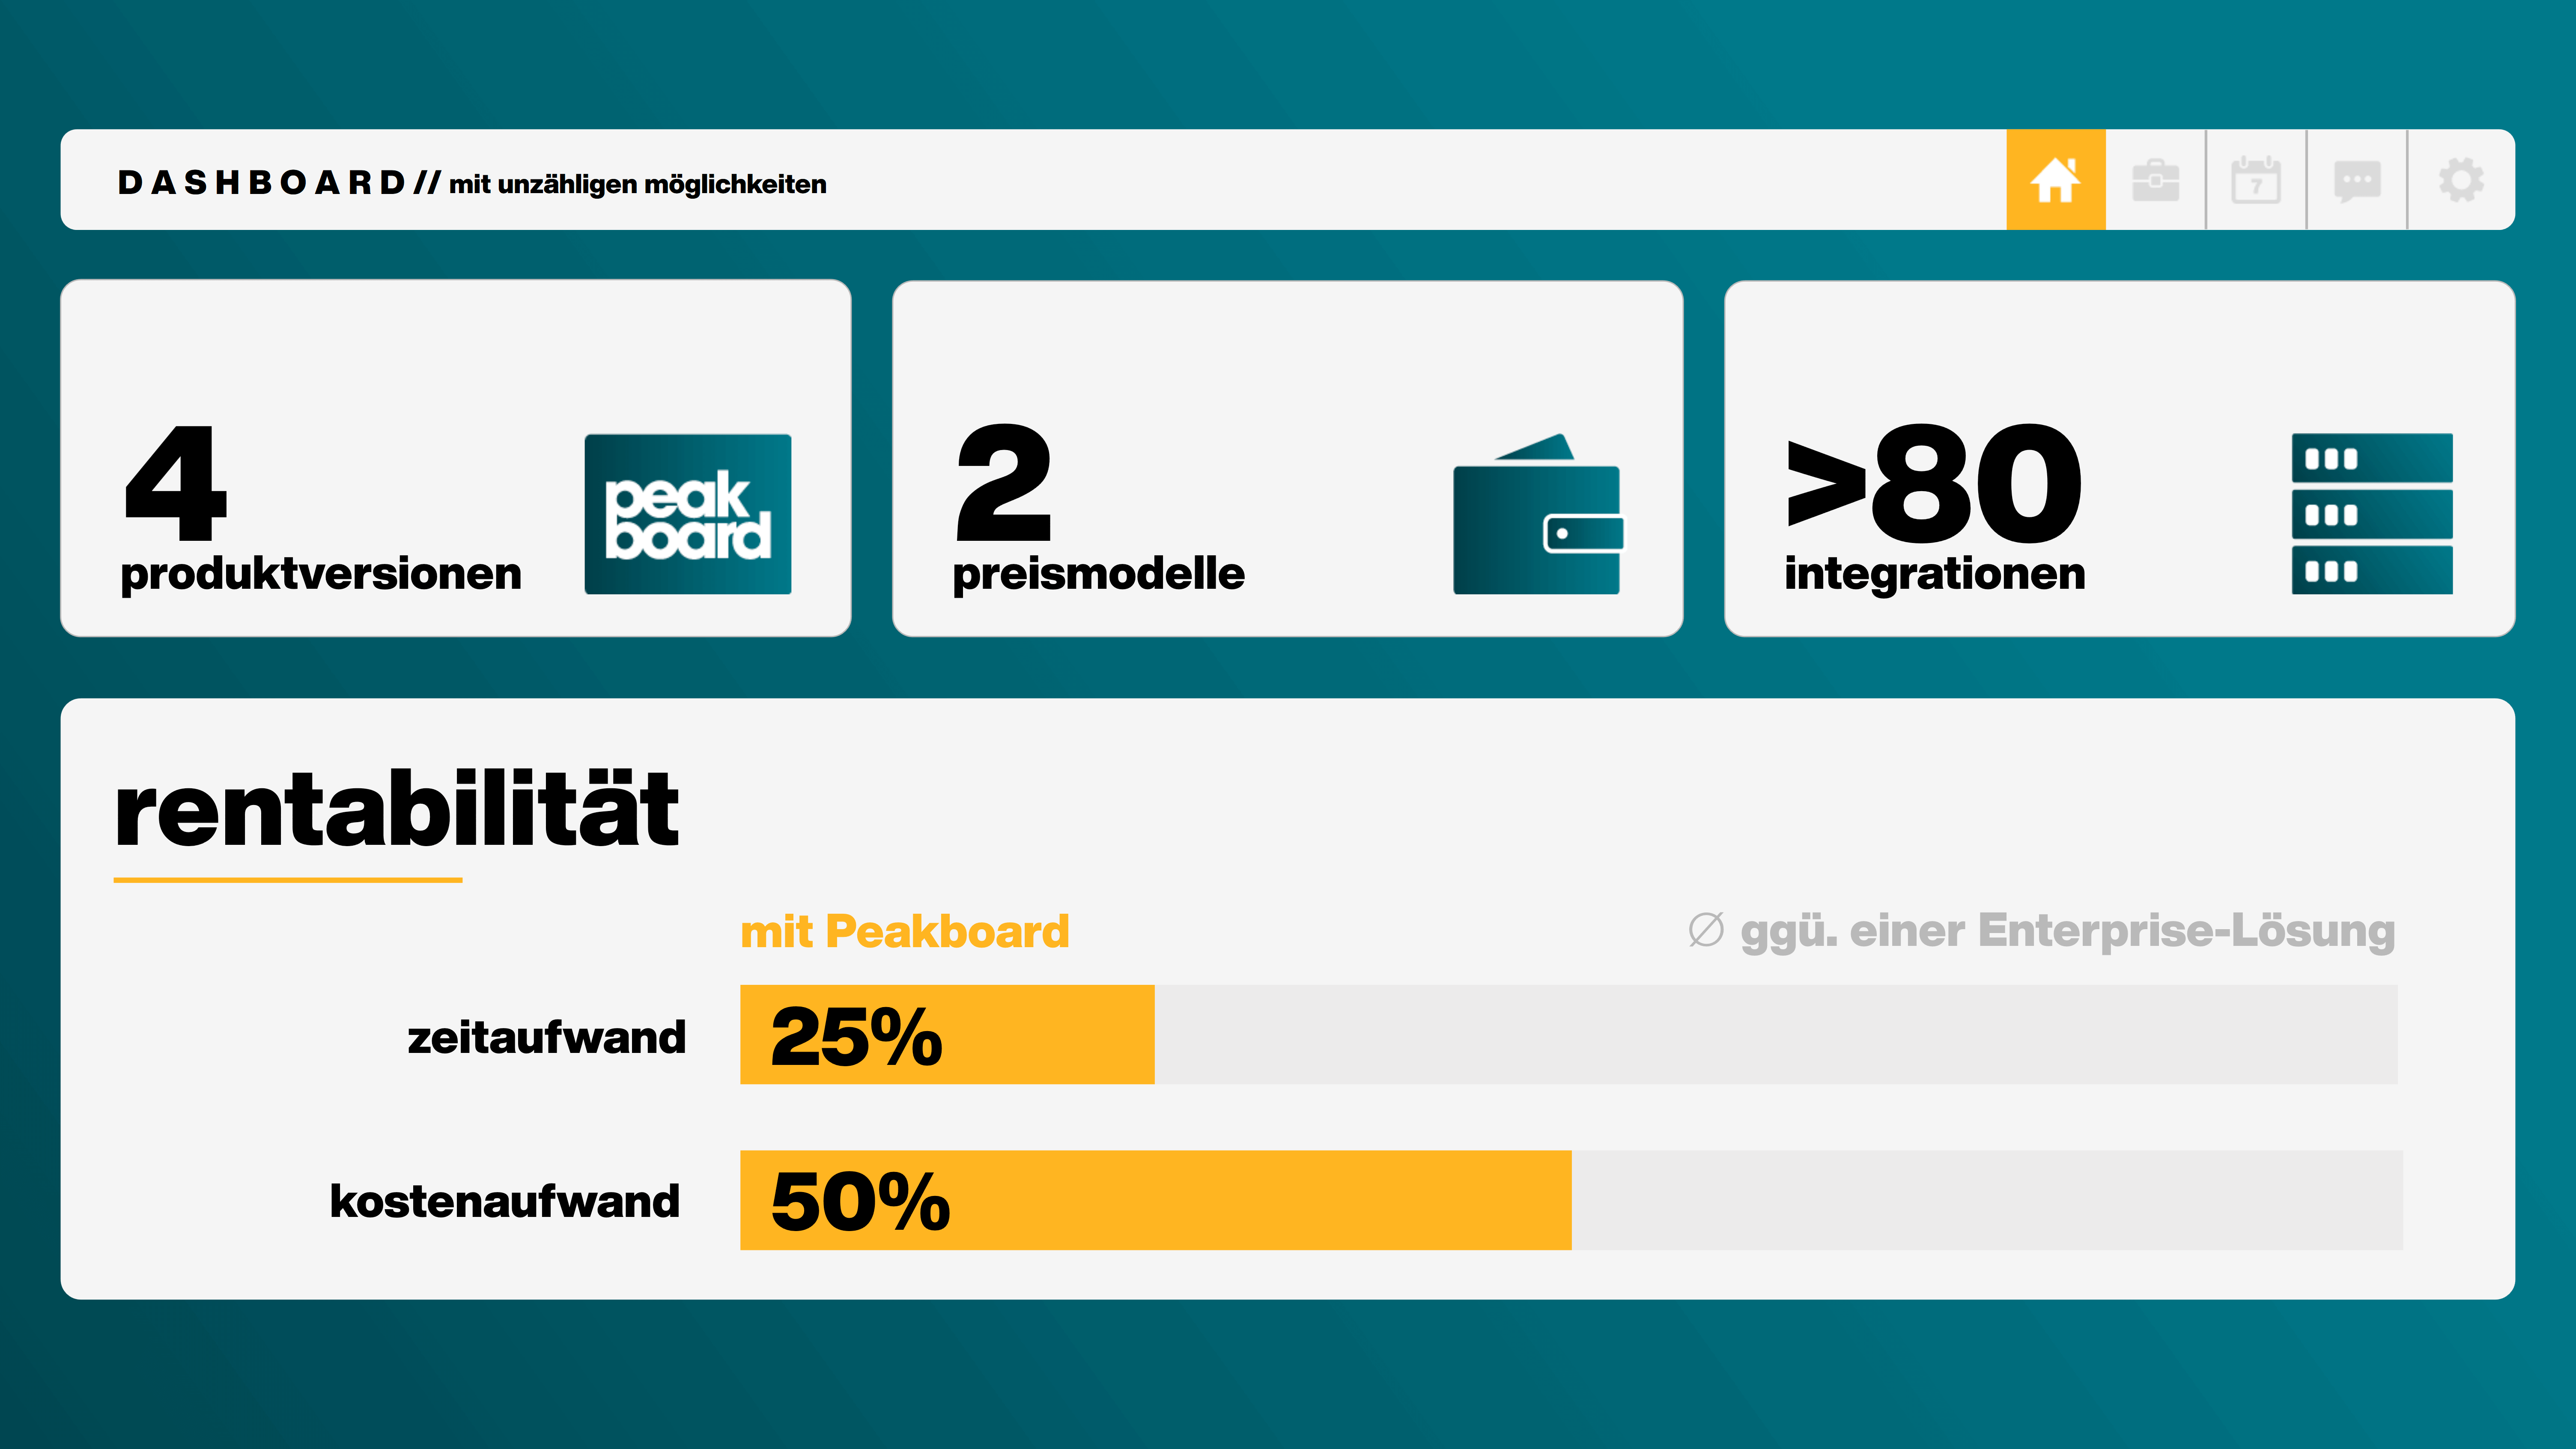 DASHBOARD// mit unzähligen möglichkeiten
7
4
produktversionen
peak
board
2
preismodelle
>80
integrationen
rentabilität
mit Peakboard
∅ ggü. einer Enterprise-Lösung
zeitaufwand
25%
kostenaufwand
50%